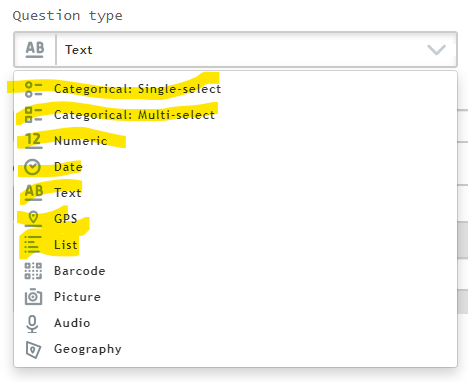 Question type
AB Text
Categorical: Single-select
Categorical: Multi-select
12 Numeric
Date
AB Text
GPS
List
Barcode
Picture
Audio
Geography